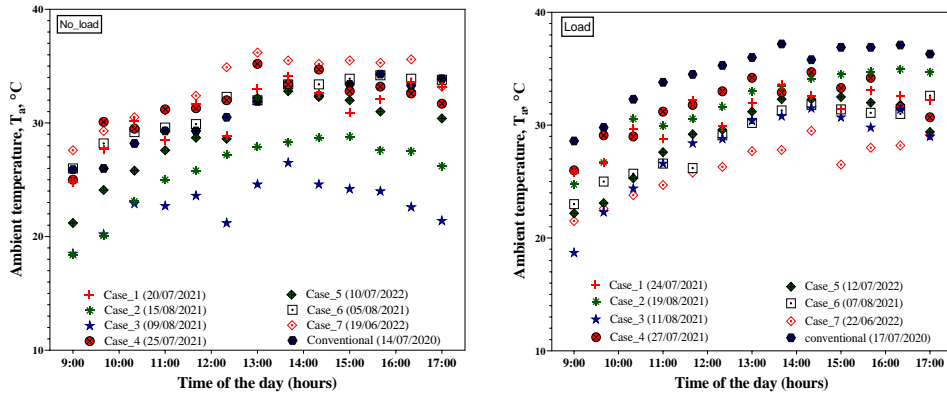 No_load
Ambient temperature, Ta, °C
40
30
20
10
Case_1 (20/07/2021)
Case_2 (15/08/2021)
Case_3 (09/08/2021)
Case_4 (25/07/2021)
Case_5 (10/07/2022)
Case_6 (05/08/2021)
Case_7 (19/06/2022)
Conventional (14/07/2020)
9:00 10:00 11:00 12:00 13:00 14:00 15:00 16:00 17:00
Time of the day (hours)
Load
Ambient temperature, Ta, °C
40
30
20
10
Case_1 (24/07/2021)
Case_2 (19/08/2021)
Case_3 (11/08/2021)
Case_4 (27/07/2021)
Case_5 (12/07/2022)
Case_6 (07/08/2021)
Case_7 (22/06/2022)
conventional (17/07/2020)
9:00 10:00 11:00 12:00 13:00 14:00 15:00 16:00 17:00
Time of the day (hours)